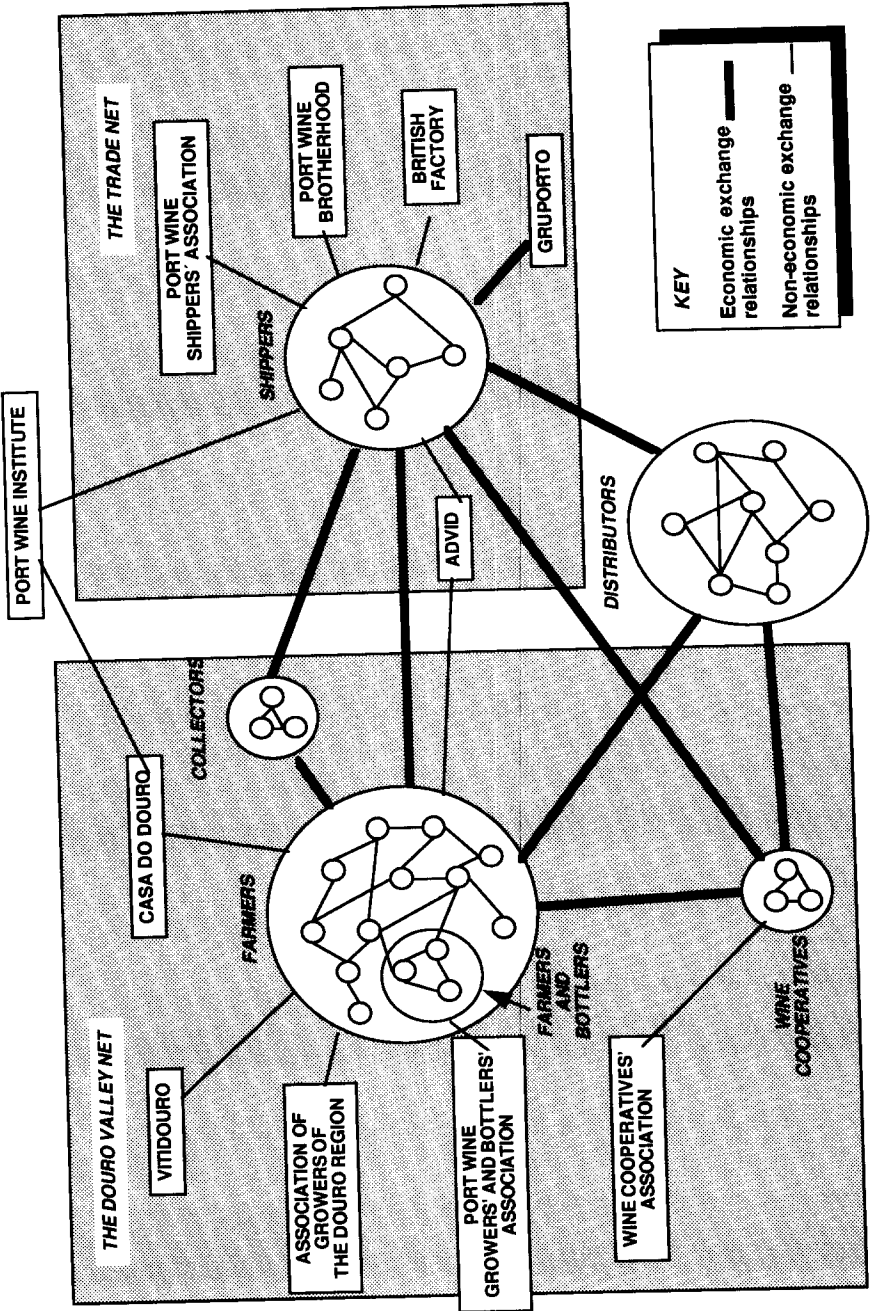 THE DOURO VALLEY NET
VITIDOURO
CASA DO DOURO
PORT WINE INSTITUTE
THE TRADE NET
PORT WINE
SHIPPERS' ASSOCIATION
PORT WINE
BROTHERHOOD
BRITISH
FACTORY
GRUPORTO
SHIPPERS
COLLECTORS
FARMERS
ADVID
ASSOCIATION OF
GROWERS OF
THE DOURO REGION
PORT WINE
GROWERS' AND BOTTLERS'
ASSOCIATION
FARMERS
AND
BOTTLERS
WINE COOPERATIVES'
ASSOCIATION
WINE
COOPERATIVES
DISTRIBUTORS
KEY
Economic exchange
relationships
Non-economic exchange
relationships